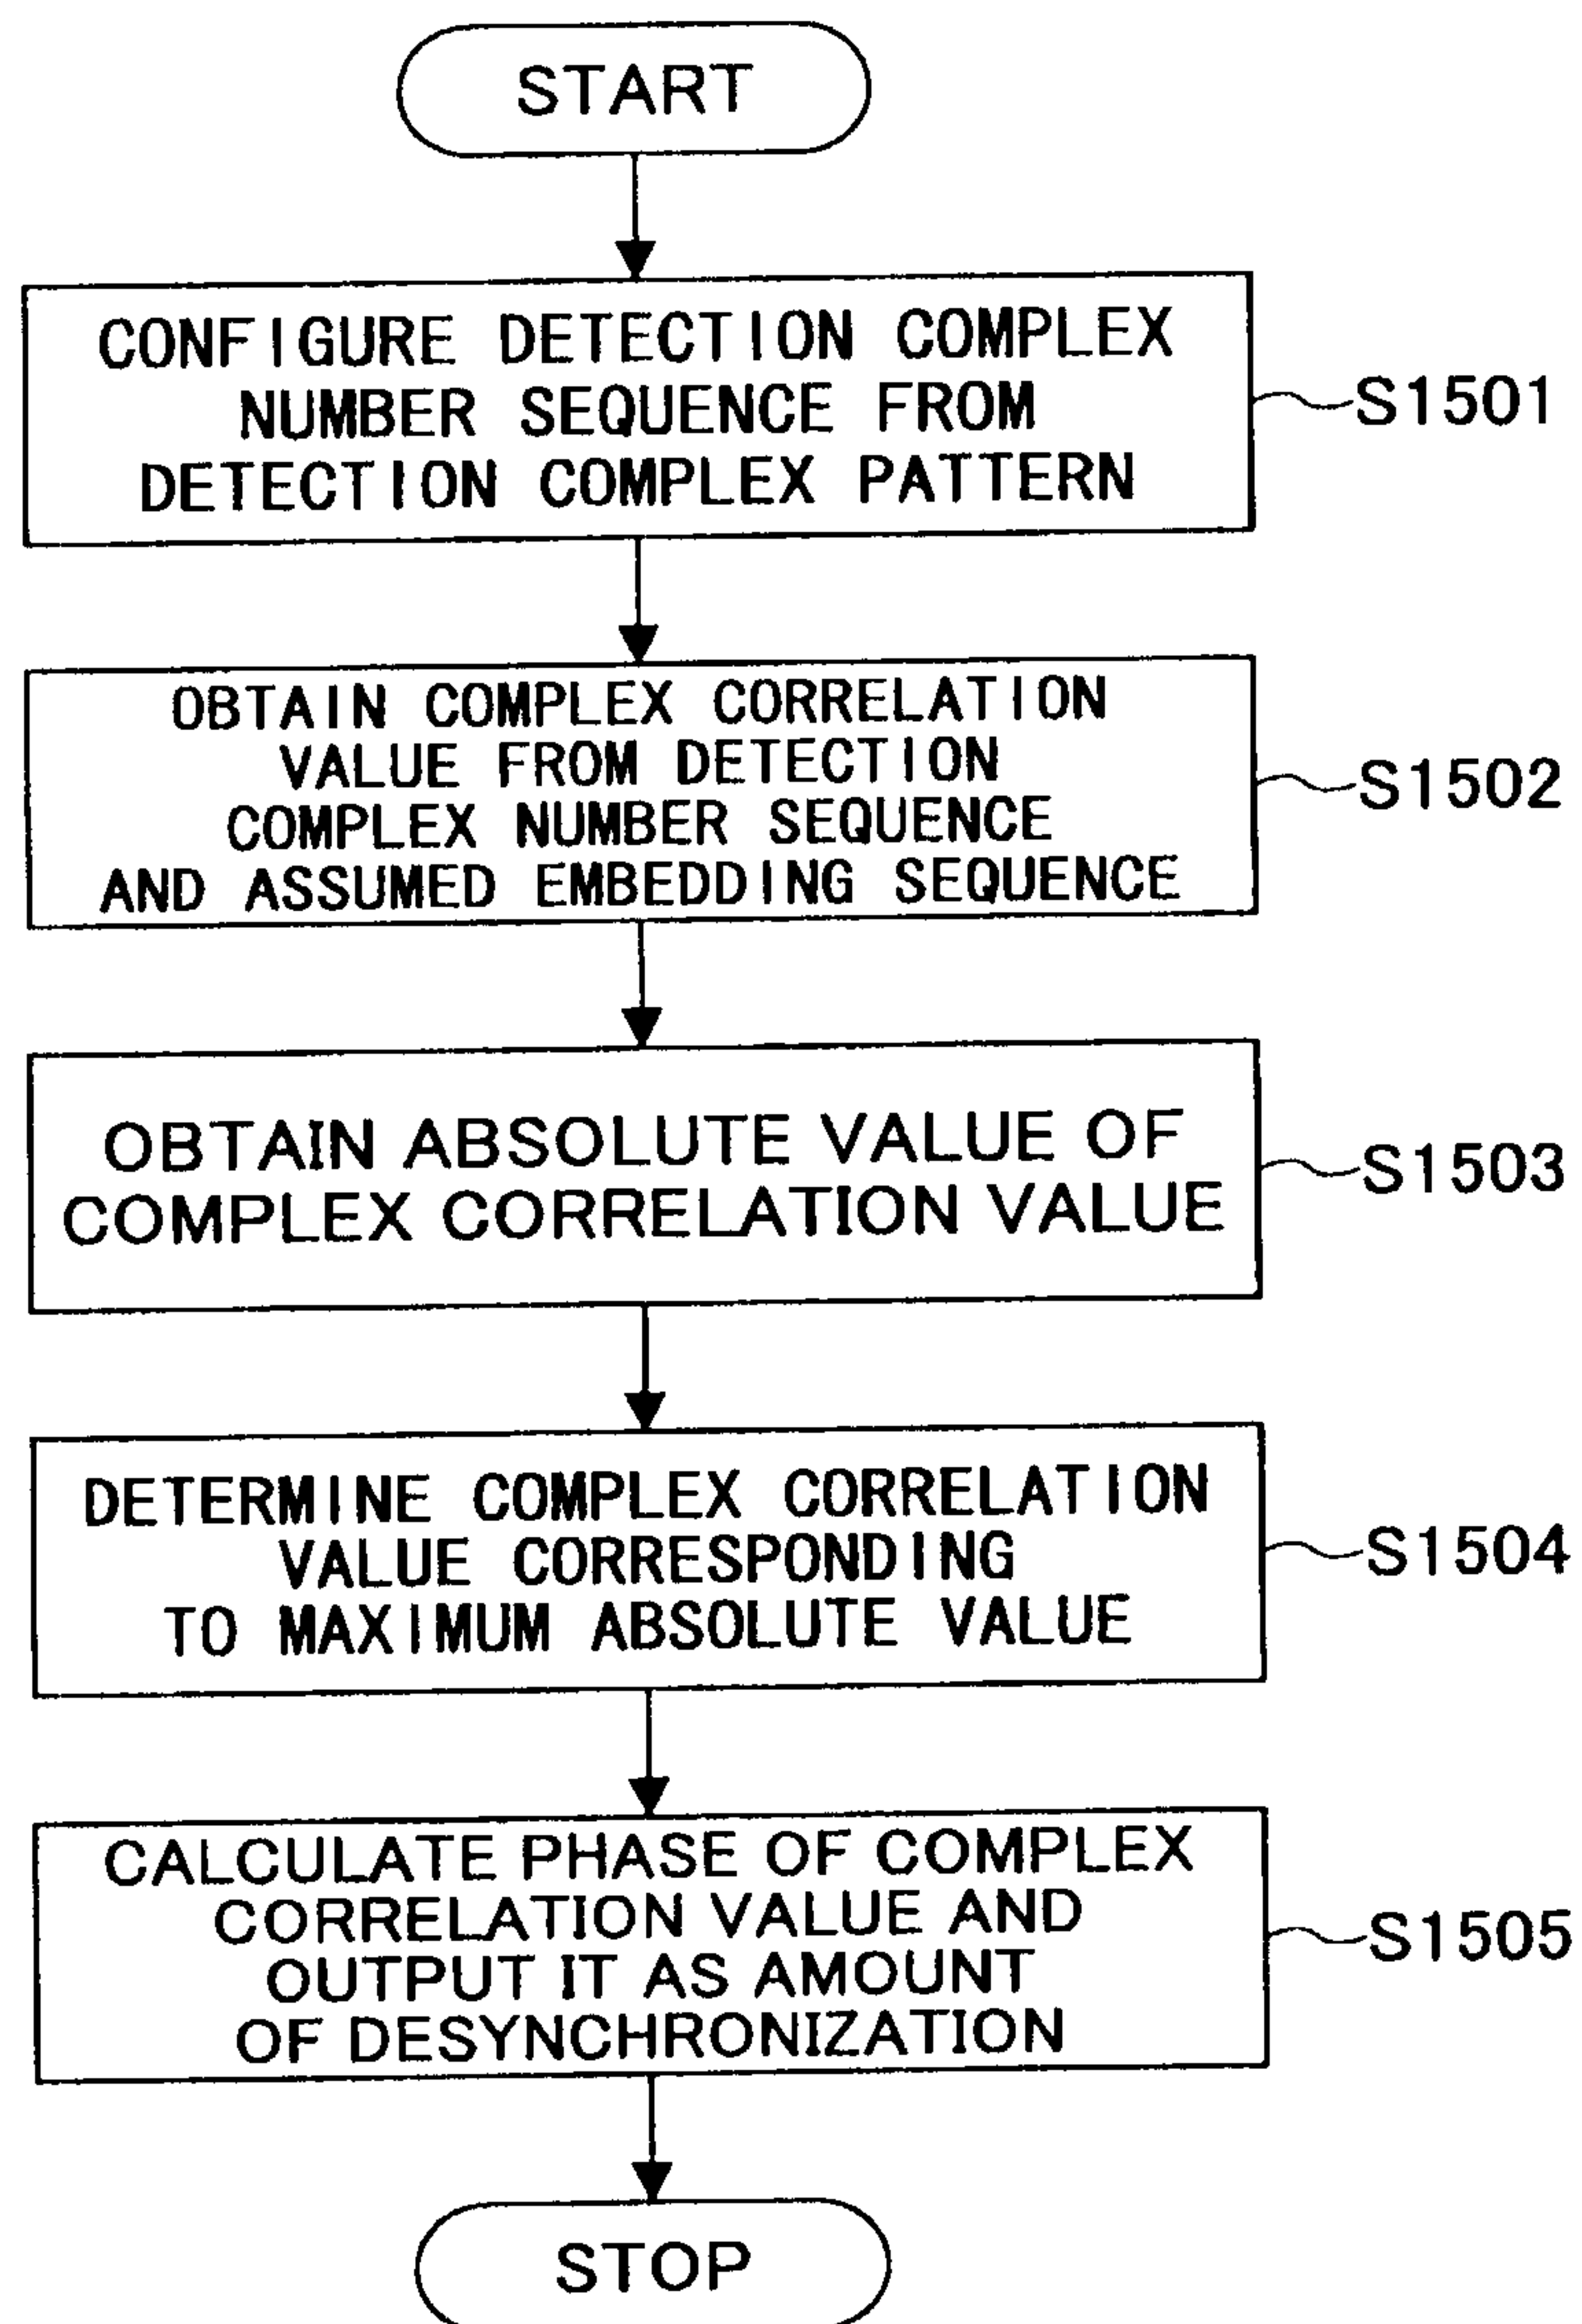 START
CONFIGURE DETECTION COMPLEX
NUMBER SEQUENCE FROM
DETECTION COMPLEX PATTERN
S1501
OBTAIN COMPLEX CORRELATION
VALUE FROM DETECTION
COMPLEX NUMBER SEQUENCE
AND ASSUMED EMBEDDING SEQUENCE
S1502
OBTAIN ABSOLUTE VALUE OF
COMPLEX CORRELATION VALUE
S1503
DETERMINE COMPLEX CORRELATION
VALUE CORRESPONDING
TO MAXIMUM ABSOLUTE VALUE
S1504
CALCULATE PHASE OF COMPLEX
CORRELATION VALUE AND
OUTPUT IT AS AMOUNT
OF DESYNCHRONIZATION
S1505
STOP